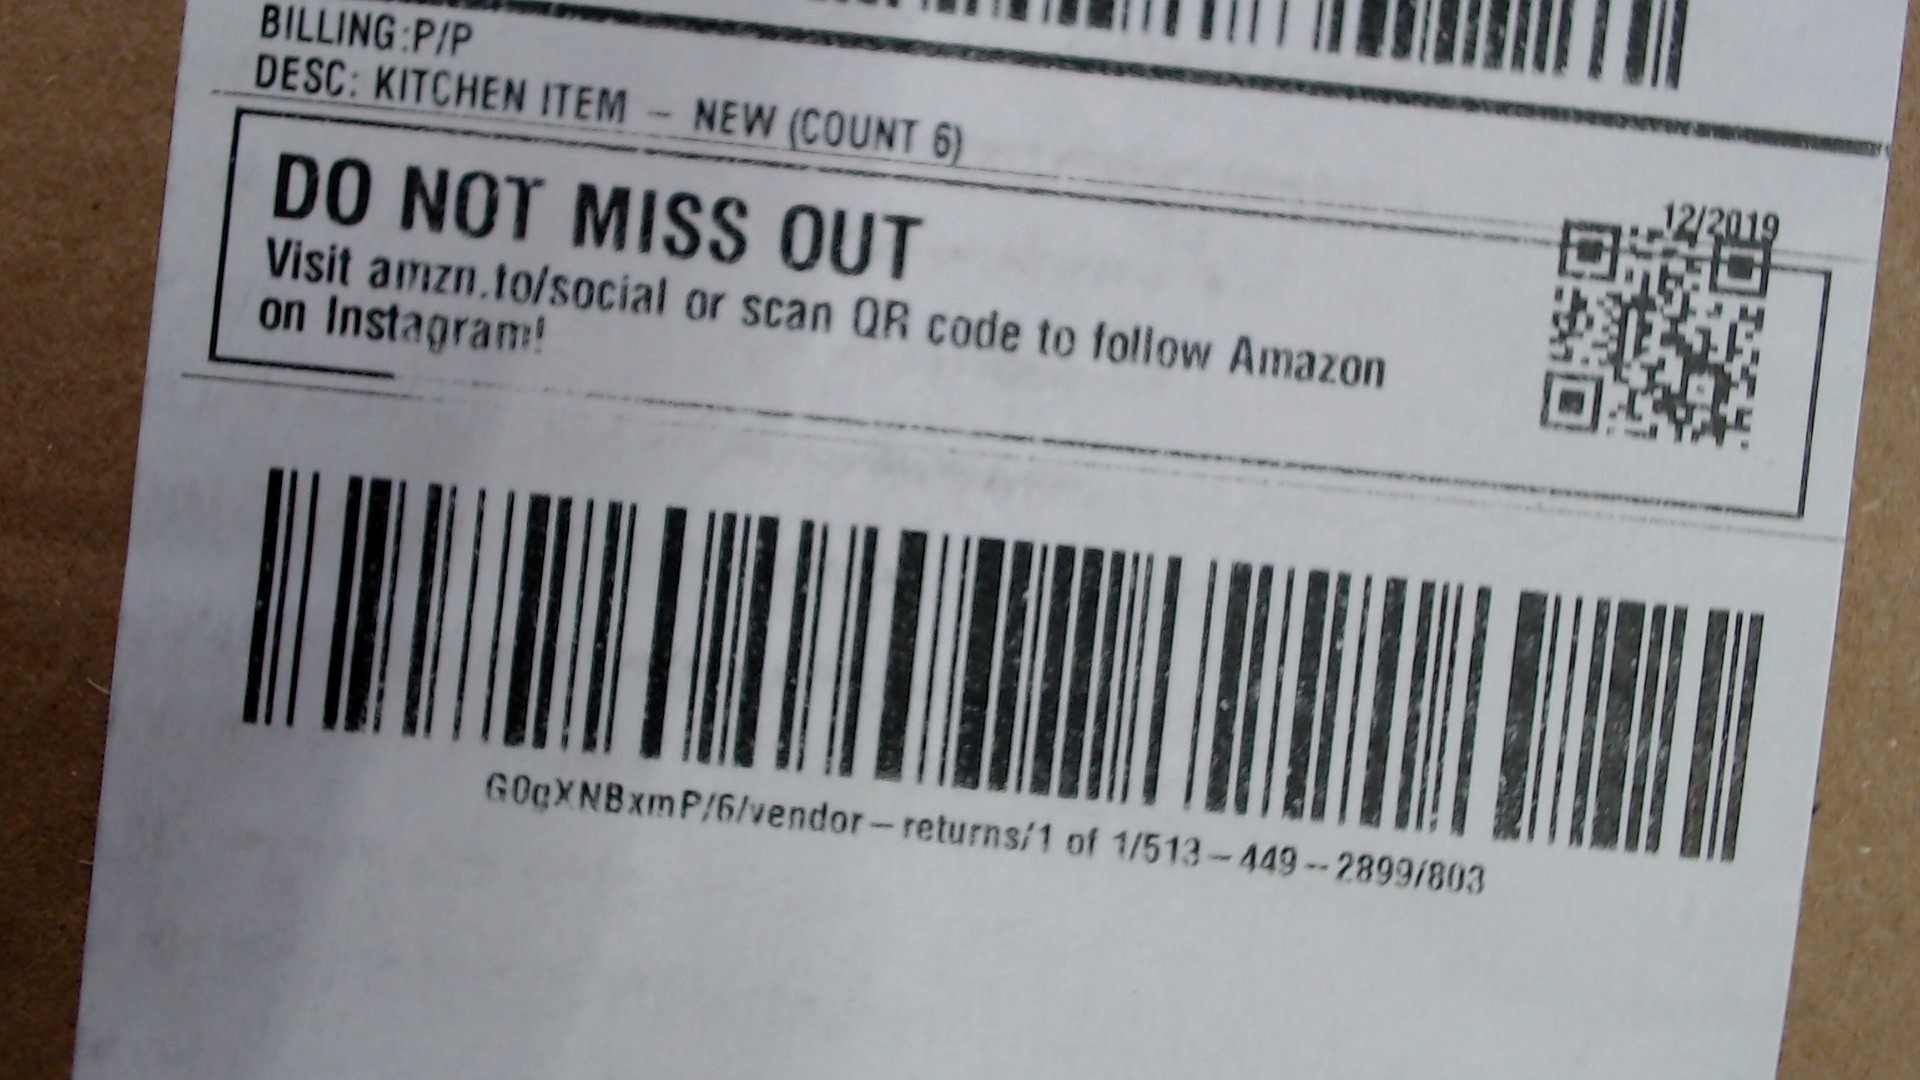 BILLING:P/P
DESC: KITCHEN ITEM - NEW (COUNT 6)
12/2019
DO NOT MISS OUT
Visit amzn.to/social or scan QR code to follow Amazon
on Instagram!
G0qXNBxmP/6/vendor-returns/1 of 1/513-449--2899/803